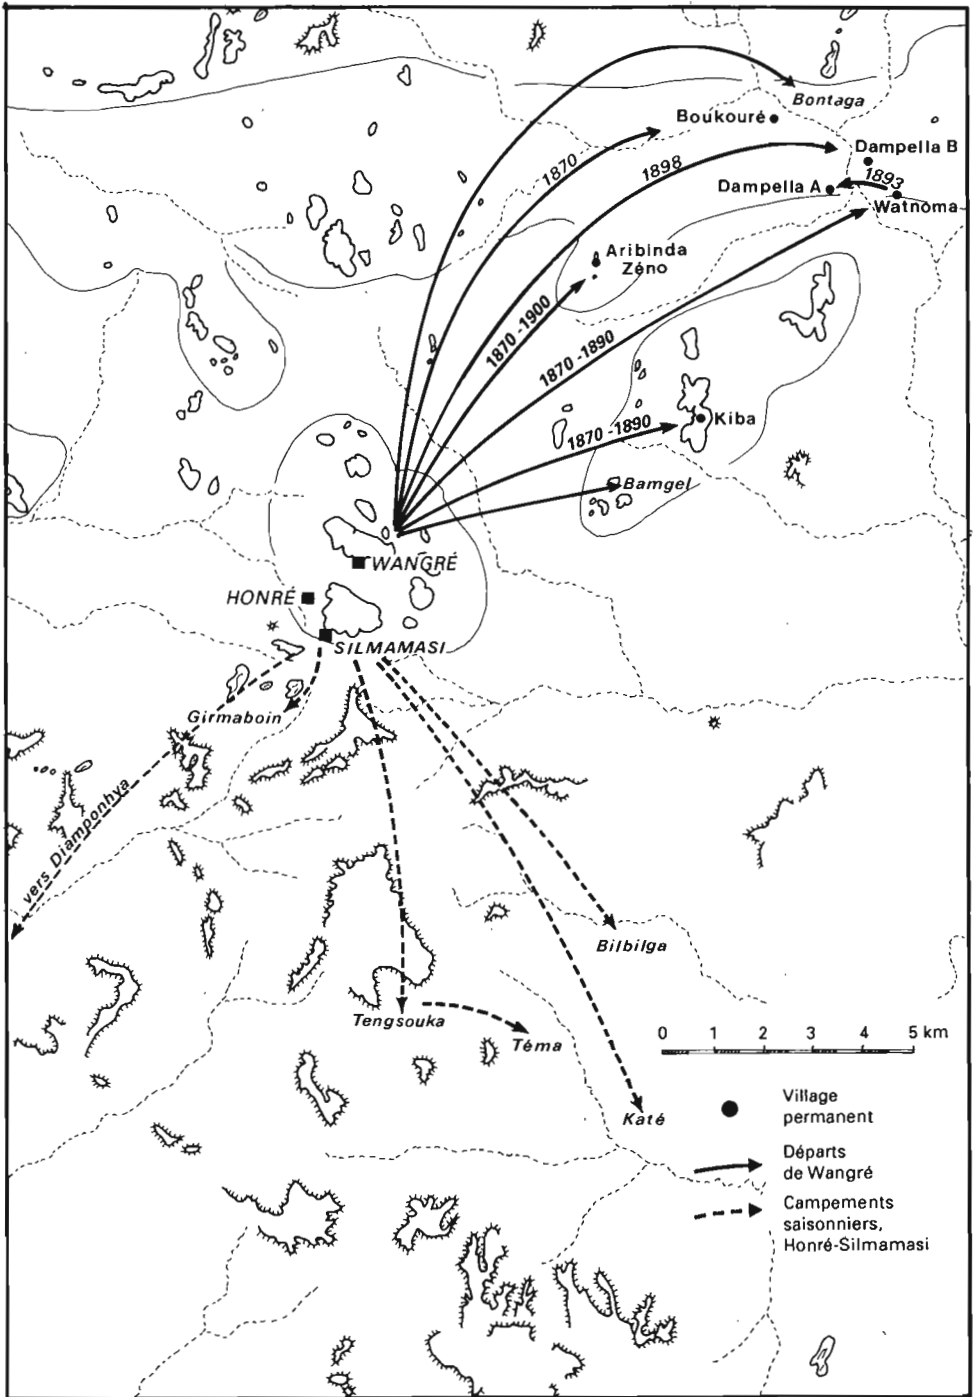 Bontaga
Boukouré
Dampella B
1870
1898
1893
Dampella A
Watnoma
Aribinda
Zéno
1870-1900
1870-1890
Kiba
1870-1890
Bamgel
WANGRÉ
HONRÉ
SILMAMASI
Girmaboin
vers Diamponhya
Bilbilga
Tengsouka
Téma
0 1 2 3 4 5 km
Katé
Village
permanent
Départs
de Wangré
Campements
saisonniers,
Honré-Silmamasi